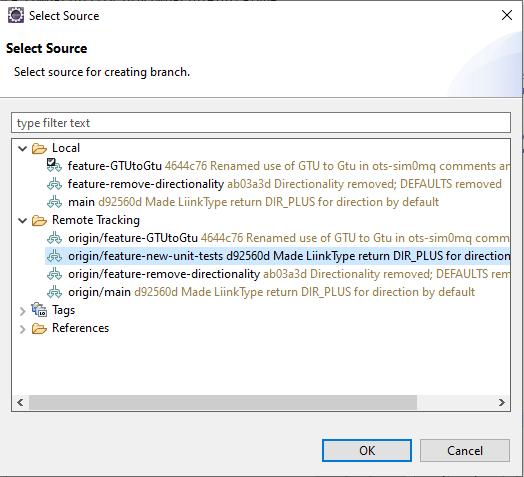 Select Source
Select Source
Select source for creating branch.
type filter text
Local
feature-GTUtoGtu 4644c76 Renamed use of GTU to Gtu in ots-sim0mq comments an
feature-remove-directionality ab03a3d Directionality removed; DEFAULTS removed
main d92560d Made LiinkType return DIR_PLUS for direction by default
Remote Tracking
origin/feature-GTUtoGtu 4644c76 Renamed use of GTU to Gtu in ots-sim0mq comm
origin/feature-new-unit-tests d92560d Made LiinkType return DIR_PLUS for direction
origin/feature-remove-directionality ab03a3d Directionality removed; DEFAULTS rem
origin/main d92560d Made LiinkType return DIR_PLUS for direction by default
Tags
References
OK
Cancel